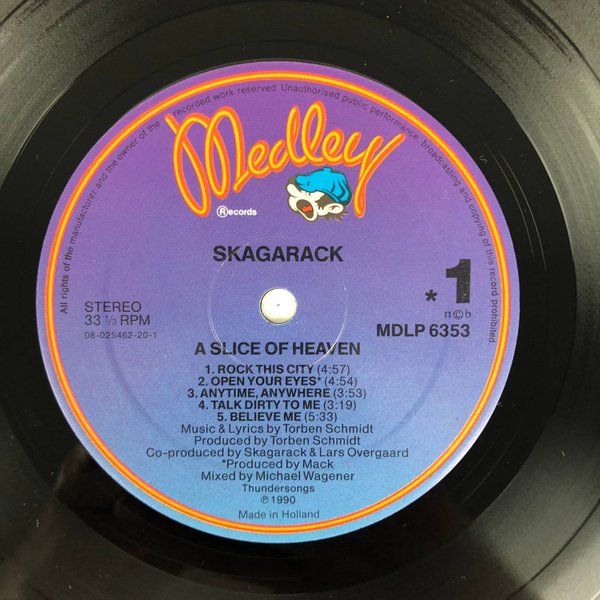 All rights of the manufacturer and the owner of the recorded work reserved. Unauthorised public performance, broadcasting and copying of this record prohibited
Medley
Records
SKAGARACK
STEREO
33 1/3 RPM
08-025462-20-1
*1
n©b
MDLP 6353
A SLICE OF HEAVEN
1. ROCK THIS CITY (4:57)
2. OPEN YOUR EYES* (4:54)
3. ANYTIME, ANYWHERE (3:53)
4. TALK DIRTY TO ME (3:19)
5. BELIEVE ME (5:33)
Music & Lyrics by Torben Schmidt
Produced by Torben Schmidt
Co-produced by Skagarack & Lars Overgaard
*Produced by Mack
Mixed by Michael Wagener
Thundersongs
℗ 1990
Made in Holland